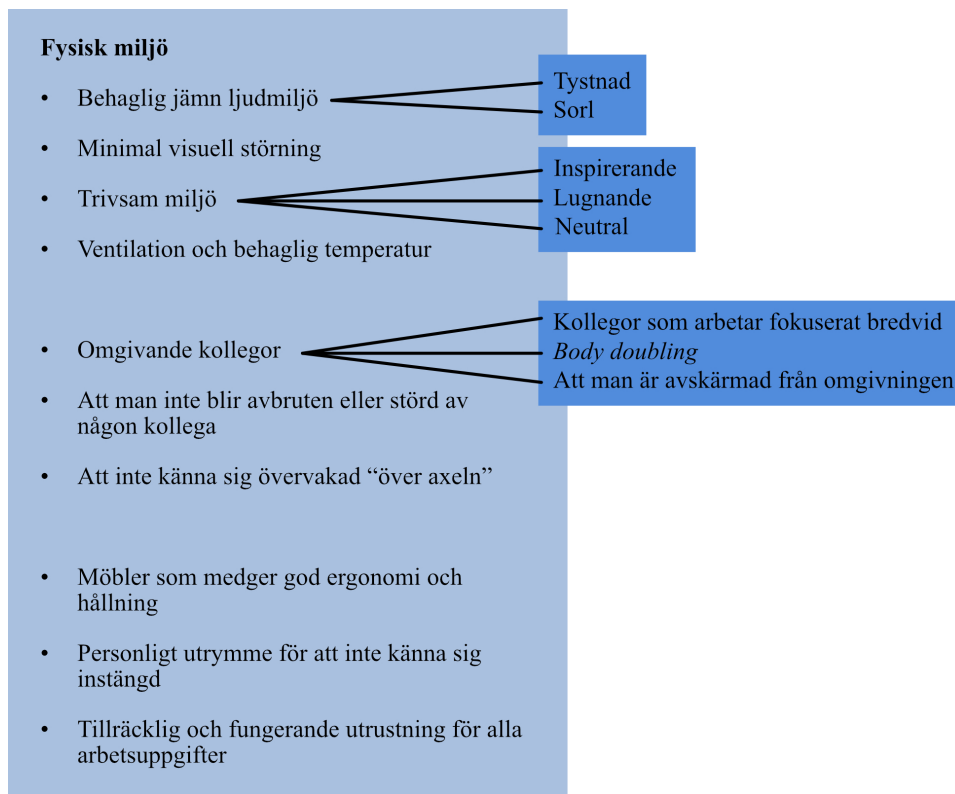 Fysisk miljö
• Behaglig jämn ljudmiljö
Tystnad
Sorl
• Minimal visuell störning
• Trivsam miljö
Inspirerande
Lugnande
Neutral
• Ventilation och behaglig temperatur
• Omgivande kollegor
Kollegor som arbetar fokuserat bredvid
Body doubling
Att man är avskärmad från omgivningen
• Att man inte blir avbruten eller störd av
någon kollega
• Att inte känna sig övervakad “över axeln”
• Möbler som medger god ergonomi och
hållning
• Personligt utrymme för att inte känna sig
instängd
• Tillräcklig och fungerande utrustning för alla
arbetsuppgifter